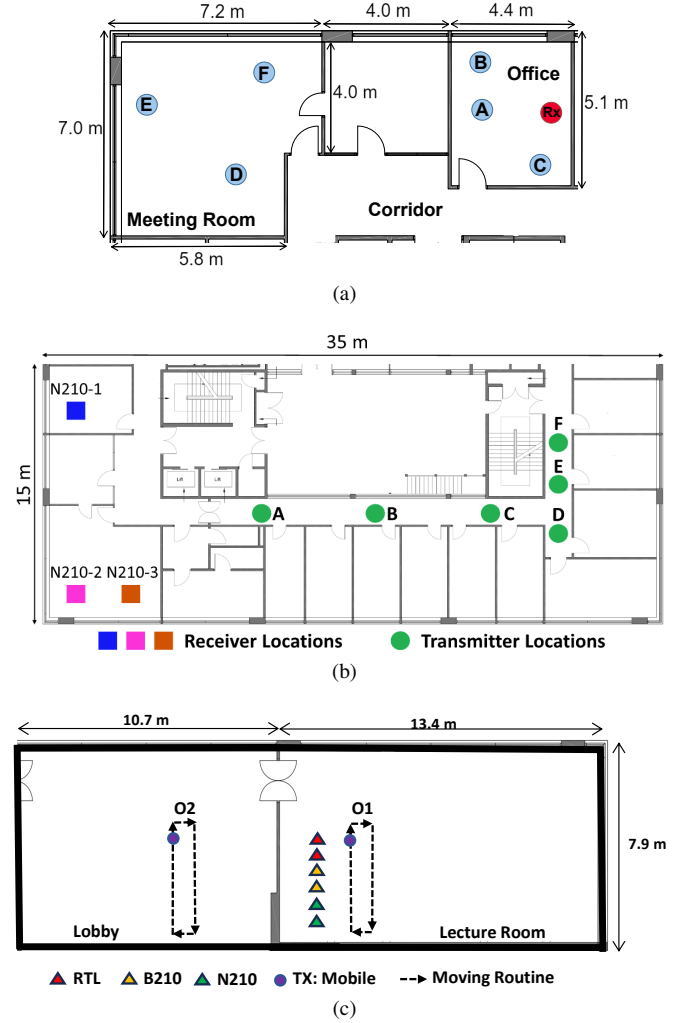 7.2 m 4.0 m 4.4 m
B
F Office
E 4.0 m A Rx 5.1 m
7.0 m
D C
Meeting Room Corridor
5.8 m
(a)
35 m
N210-1
F
E
15 m
Lift Lift
A B C D
N210-2 N210-3
Receiver Locations Transmitter Locations
(b)
10.7 m 13.4 m
O2 O1
7.9 m
Lobby Lecture Room
RTL B210 N210 TX: Mobile Moving Routine
(c)